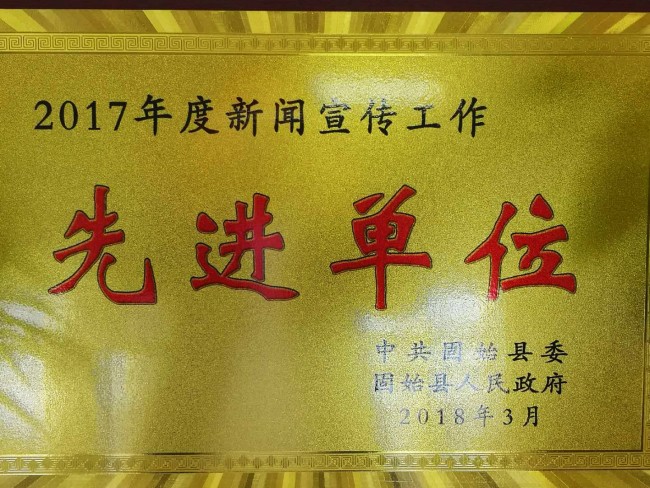 2017年度新闻宣传工作
先进单位
中共固始县委
固始县人民政府
2018年3月